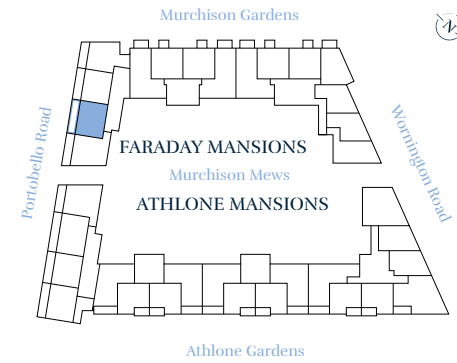 Murchison Gardens
N
Portobello Road
Wornington Road
FARADAY MANSIONS
Murchison Mews
ATHLONE MANSIONS
Athlone Gardens